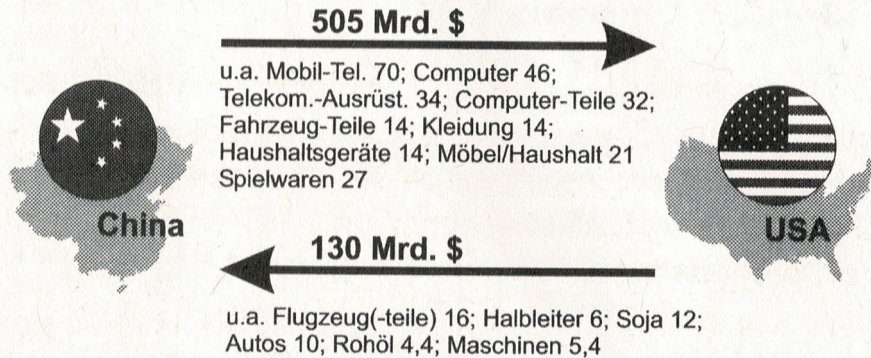 505 Mrd. $
u.a. Mobil-Tel. 70; Computer 46;
Telekom.-Ausrüst. 34; Computer-Teile 32;
Fahrzeug-Teile 14; Kleidung 14;
Haushaltsgeräte 14; Möbel/Haushalt 21
Spielwaren 27
China
USA
130 Mrd. $
u.a. Flugzeug(-teile) 16; Halbleiter 6; Soja 12;
Autos 10; Rohöl 4,4; Maschinen 5,4